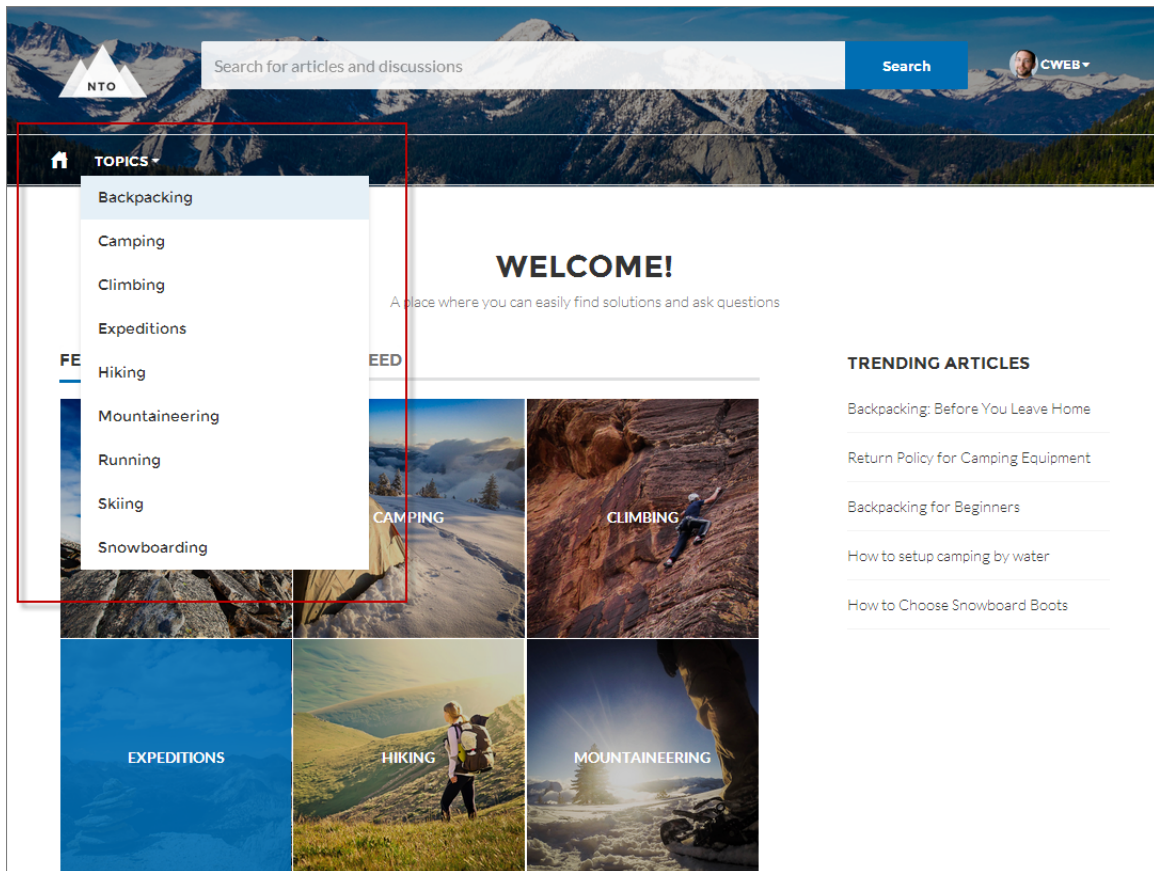 NTO
Search for articles and discussions
Search
CWEB
TOPICS
Backpacking
Camping
Climbing
Expeditions
Hiking
Mountaineering
Running
Skiing
Snowboarding
WELCOME!
A place where you can easily find solutions and ask questions
TRENDING ARTICLES
Backpacking: Before You Leave Home
Return Policy for Camping Equipment
Backpacking for Beginners
How to setup camping by water
How to Choose Snowboard Boots
FE
EED
CAMPING
CLIMBING
EXPEDITIONS
HIKING
MOUNTAINEERING